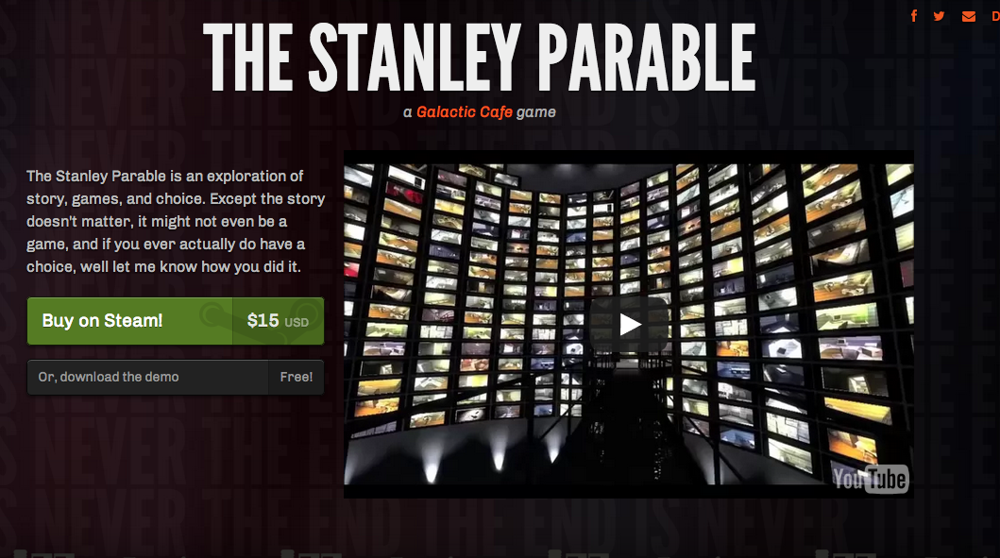 THE STANLEY PARABLE
a Galactic Cafe game
The Stanley Parable is an exploration of
story, games, and choice. Except the story
doesn't matter, it might not even be a
game, and if you ever actually do have a
choice, well let me know how you did it.
Buy on Steam! $15 USD
Or, download the demo Free!
YouTube